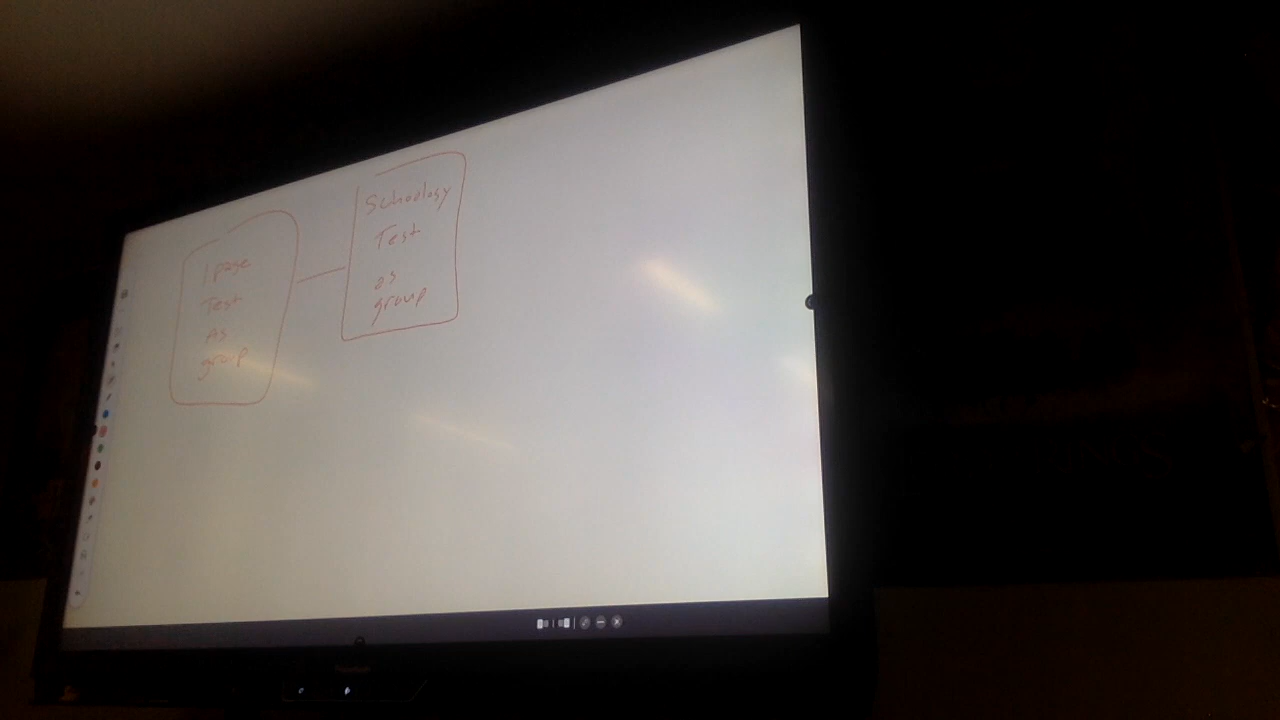 1 page
Test
As
group
Schoology
Test
as
group